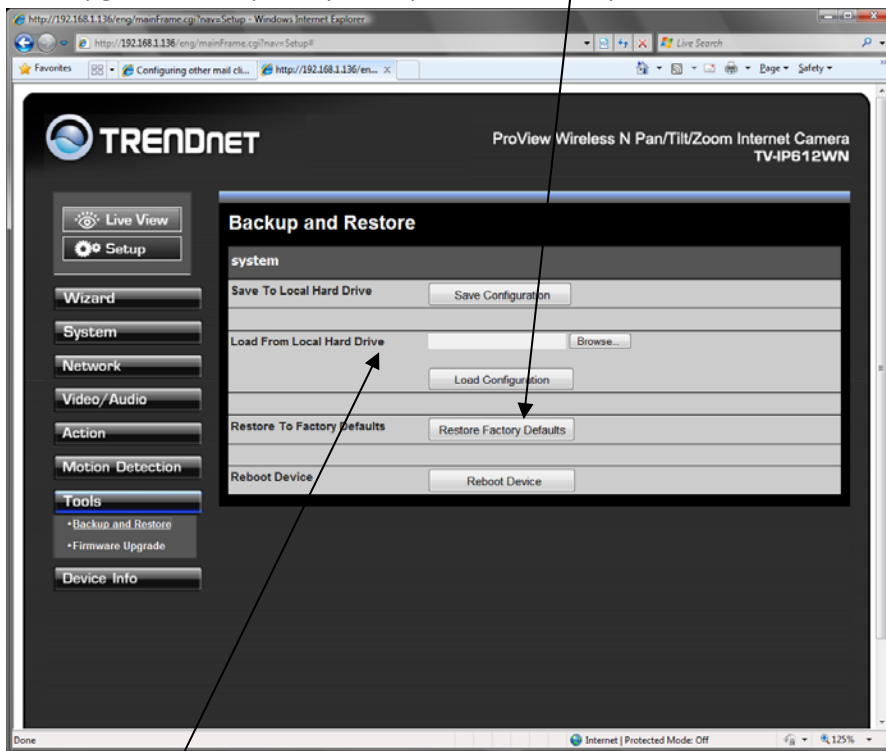 http://192.168.1.136/eng/mainFrame.cgi?nav=Setup - Windows Internet Explorer
http://192.168.1.136/eng/mainFrame.cgi?nav=Setup#
Live Search
Favorites
Configuring other mail cli...
http://192.168.1.136/en...
Page
Safety
TRENDNET
ProView Wireless N Pan/Tilt/Zoom Internet Camera
TV-IP612WN
Live View
Setup
Wizard
System
Network
Video/Audio
Action
Motion Detection
Tools
•Backup and Restore
•Firmware Upgrade
Device Info
Backup and Restore
system
Save To Local Hard Drive
Save Configuration
Load From Local Hard Drive
Browse...
Load Configuration
Restore To Factory Defaults
Restore Factory Defaults
Reboot Device
Reboot Device
Done
Internet | Protected Mode: Off
125%